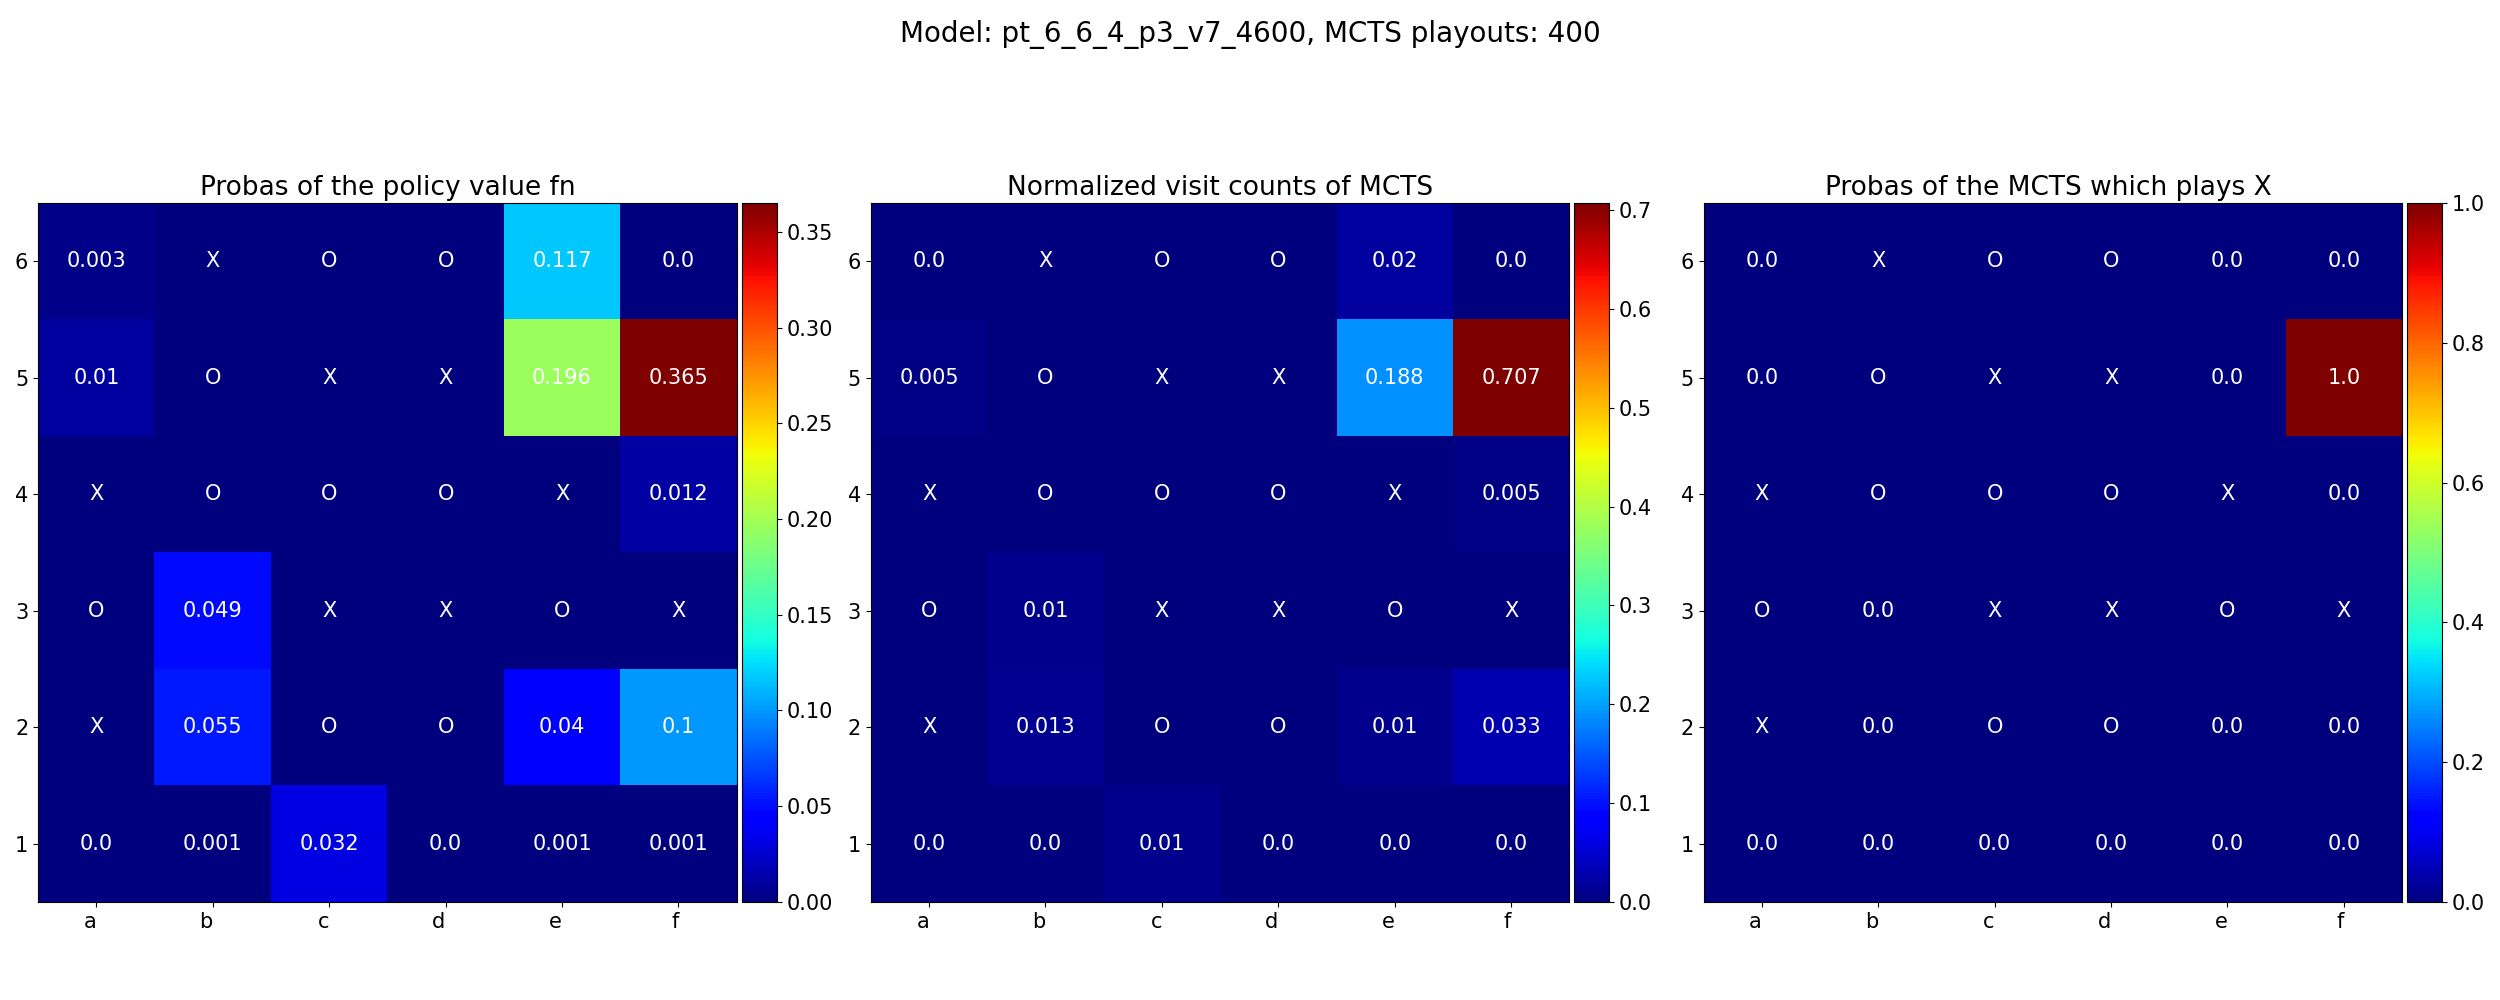 Model: pt_6_6_4_p3_v7_4600, MCTS playouts: 400
Probas of the policy value fn
6 0.003 X O O 0.117 0.0
5 0.01 O X X 0.196 0.365
4 X O O O X 0.012
3 O 0.049 X X O X
2 X 0.055 O O 0.04 0.1
1 0.0 0.001 0.032 0.0 0.001 0.001
a b c d e f
0.35
0.30
0.25
0.20
0.15
0.10
0.05
0.00
Normalized visit counts of MCTS
6 0.0 X O O 0.02 0.0
5 0.005 O X X 0.188 0.707
4 X O O O X 0.005
3 O 0.01 X X O X
2 X 0.013 O O 0.01 0.033
1 0.0 0.0 0.01 0.0 0.0 0.0
a b c d e f
0.7
0.6
0.5
0.4
0.3
0.2
0.1
0.0
Probas of the MCTS which plays X
6 0.0 X O O 0.0 0.0
5 0.0 O X X 0.0 1.0
4 X O O O X 0.0
3 O 0.0 X X O X
2 X 0.0 O O 0.0 0.0
1 0.0 0.0 0.0 0.0 0.0 0.0
a b c d e f
1.0
0.8
0.6
0.4
0.2
0.0